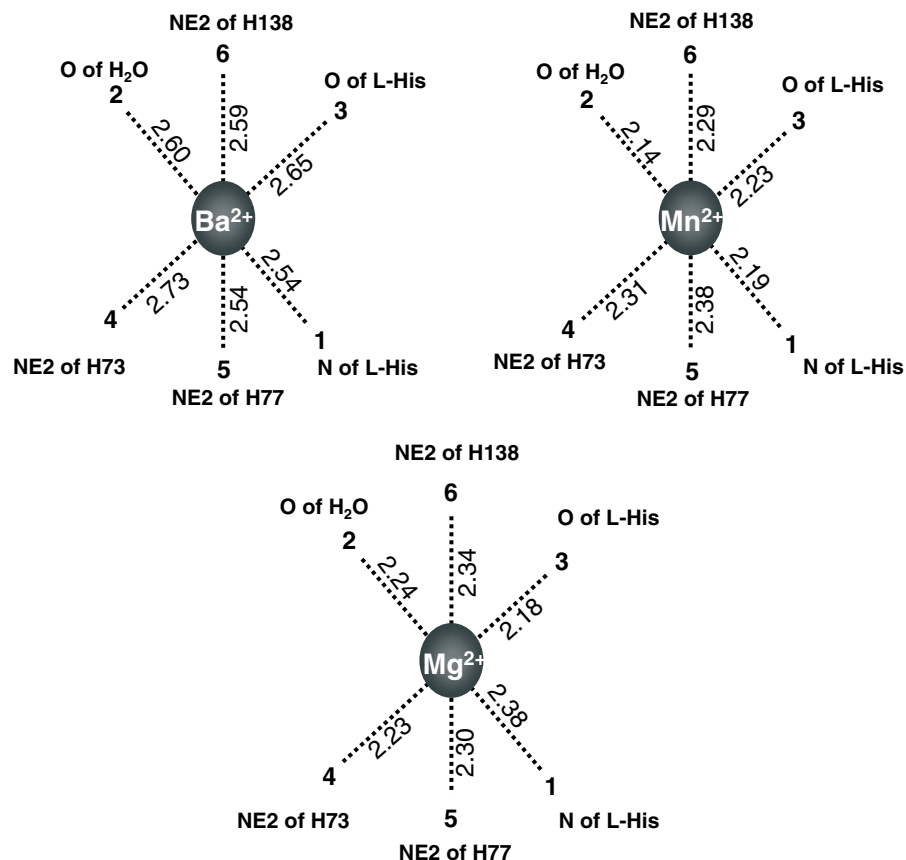 NE2 of H138
6
O of H₂O
2
O of L-His
3
2.60
2.59
2.65
Ba²⁺
2.73
2.54
2.54
4
NE2 of H73
5
NE2 of H77
1
N of L-His
NE2 of H138
6
O of H₂O
2
O of L-His
3
2.14
2.29
2.23
Mn²⁺
2.31
2.38
2.19
4
NE2 of H73
5
NE2 of H77
1
N of L-His
NE2 of H138
6
O of H₂O
2
O of L-His
3
2.24
2.34
2.18
Mg²⁺
2.23
2.30
2.38
4
NE2 of H73
5
NE2 of H77
1
N of L-His